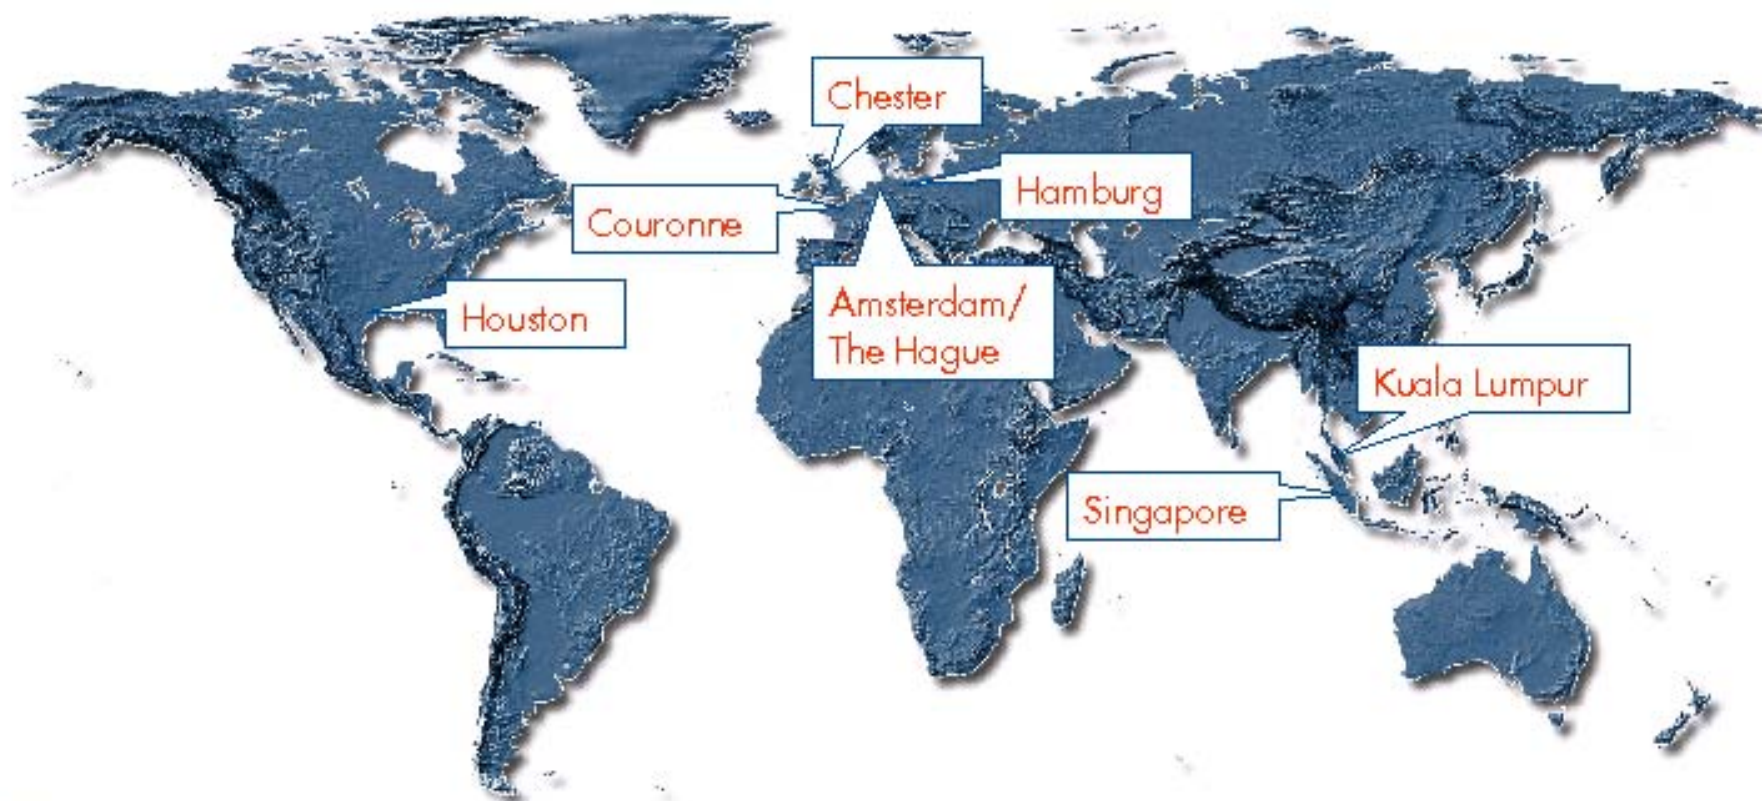 Chester
Hamburg
Couronne
Amsterdam/
The Hague
Houston
Kuala Lumpur
Singapore